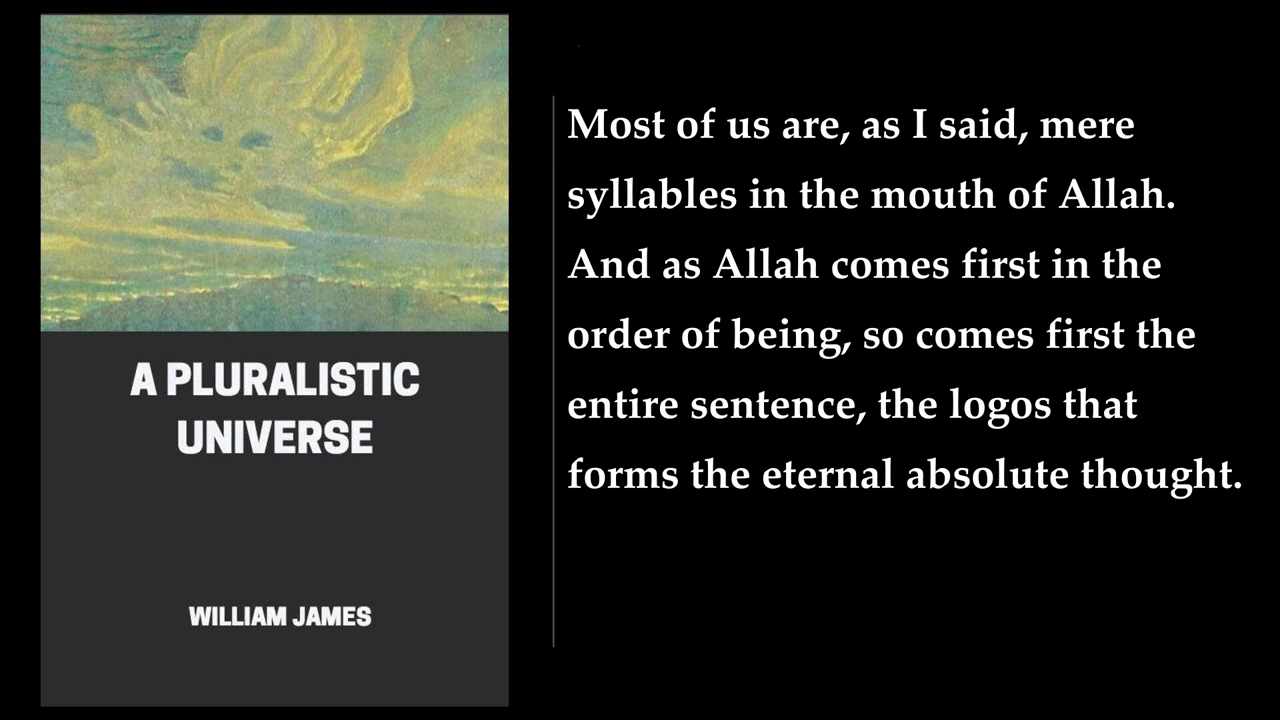 A PLURALISTIC
UNIVERSE
WILLIAM JAMES
Most of us are, as I said, mere
syllables in the mouth of Allah.
And as Allah comes first in the
order of being, so comes first the
entire sentence, the logos that
forms the eternal absolute thought.